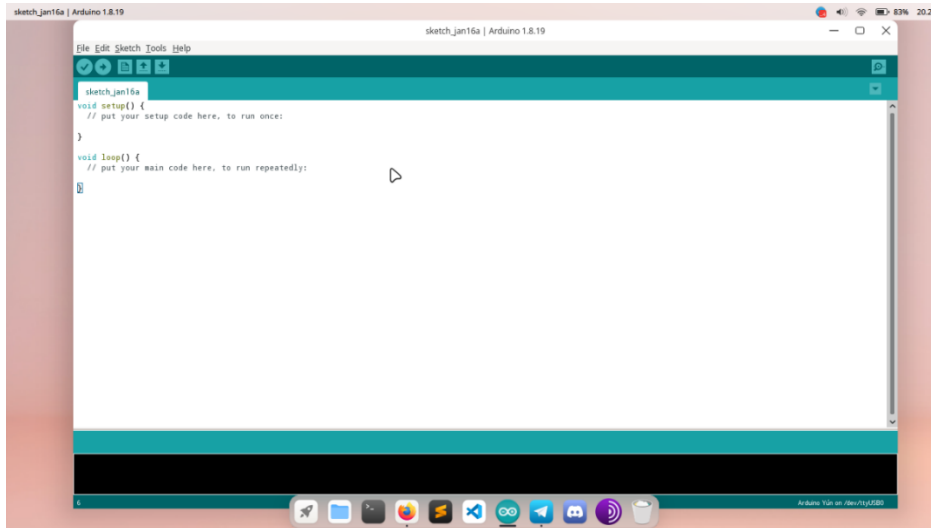 sketch_jan16a | Arduino 1.8.19
83% 20.2
sketch_jan16a | Arduino 1.8.19
File Edit Sketch Tools Help
sketch_jan16a
void setup() {
// put your setup code here, to run once:
}
void loop() {
// put your main code here, to run repeatedly:
}
6
Arduino Yún on /dev/ttyUSB0